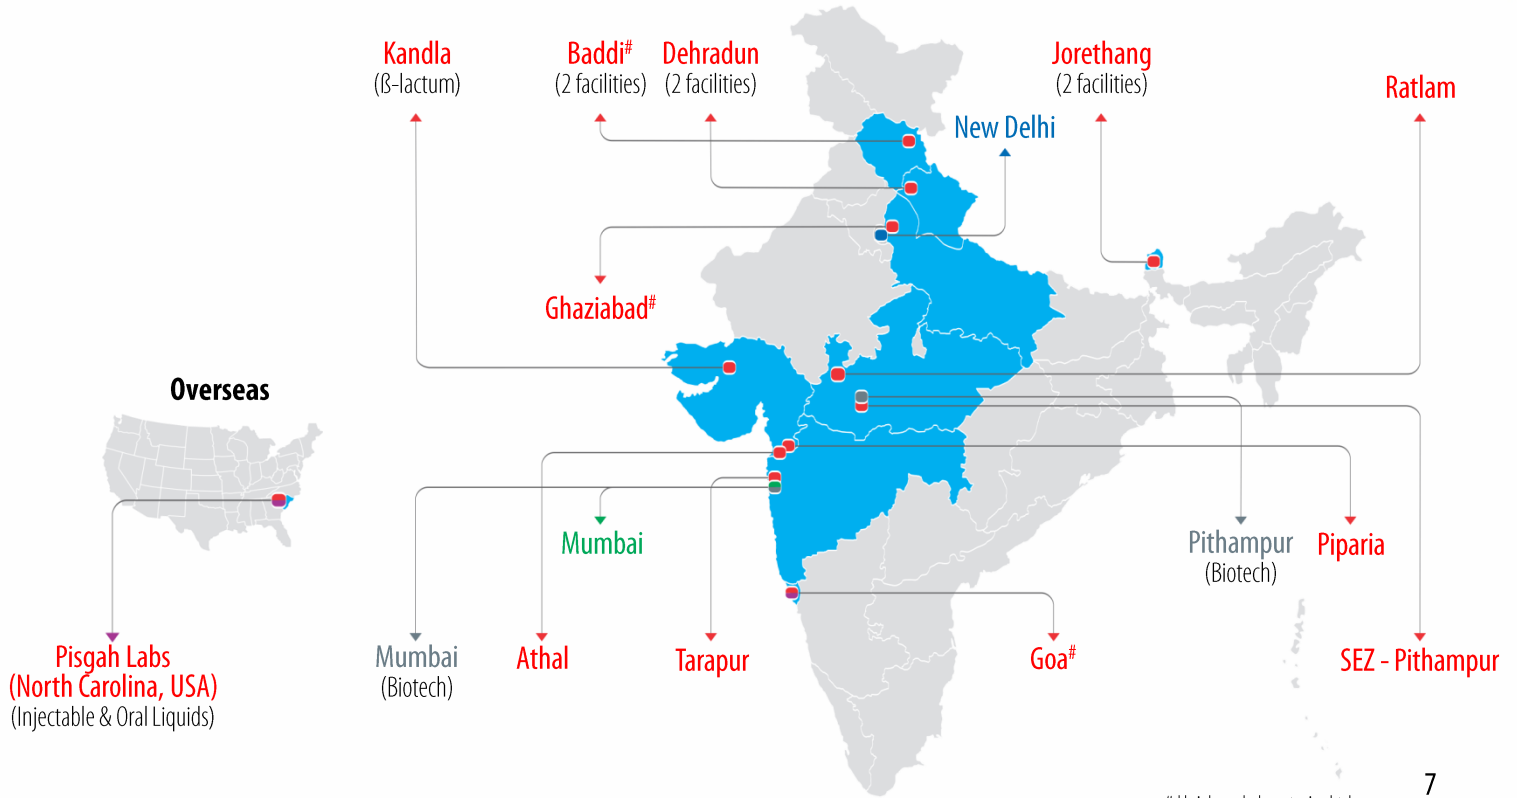 Kandla
(ß-lactum)
Baddi#
(2 facilities)
Dehradun
(2 facilities)
Jorethang
(2 facilities)
Ratlam
New Delhi
Ghaziabad#
Overseas
Mumbai
Pithampur
(Biotech)
Piparia
Pisgah Labs
(North Carolina, USA)
(Injectable & Oral Liquids)
Mumbai
(Biotech)
Athal
Tarapur
Goa#
SEZ - Pithampur
7